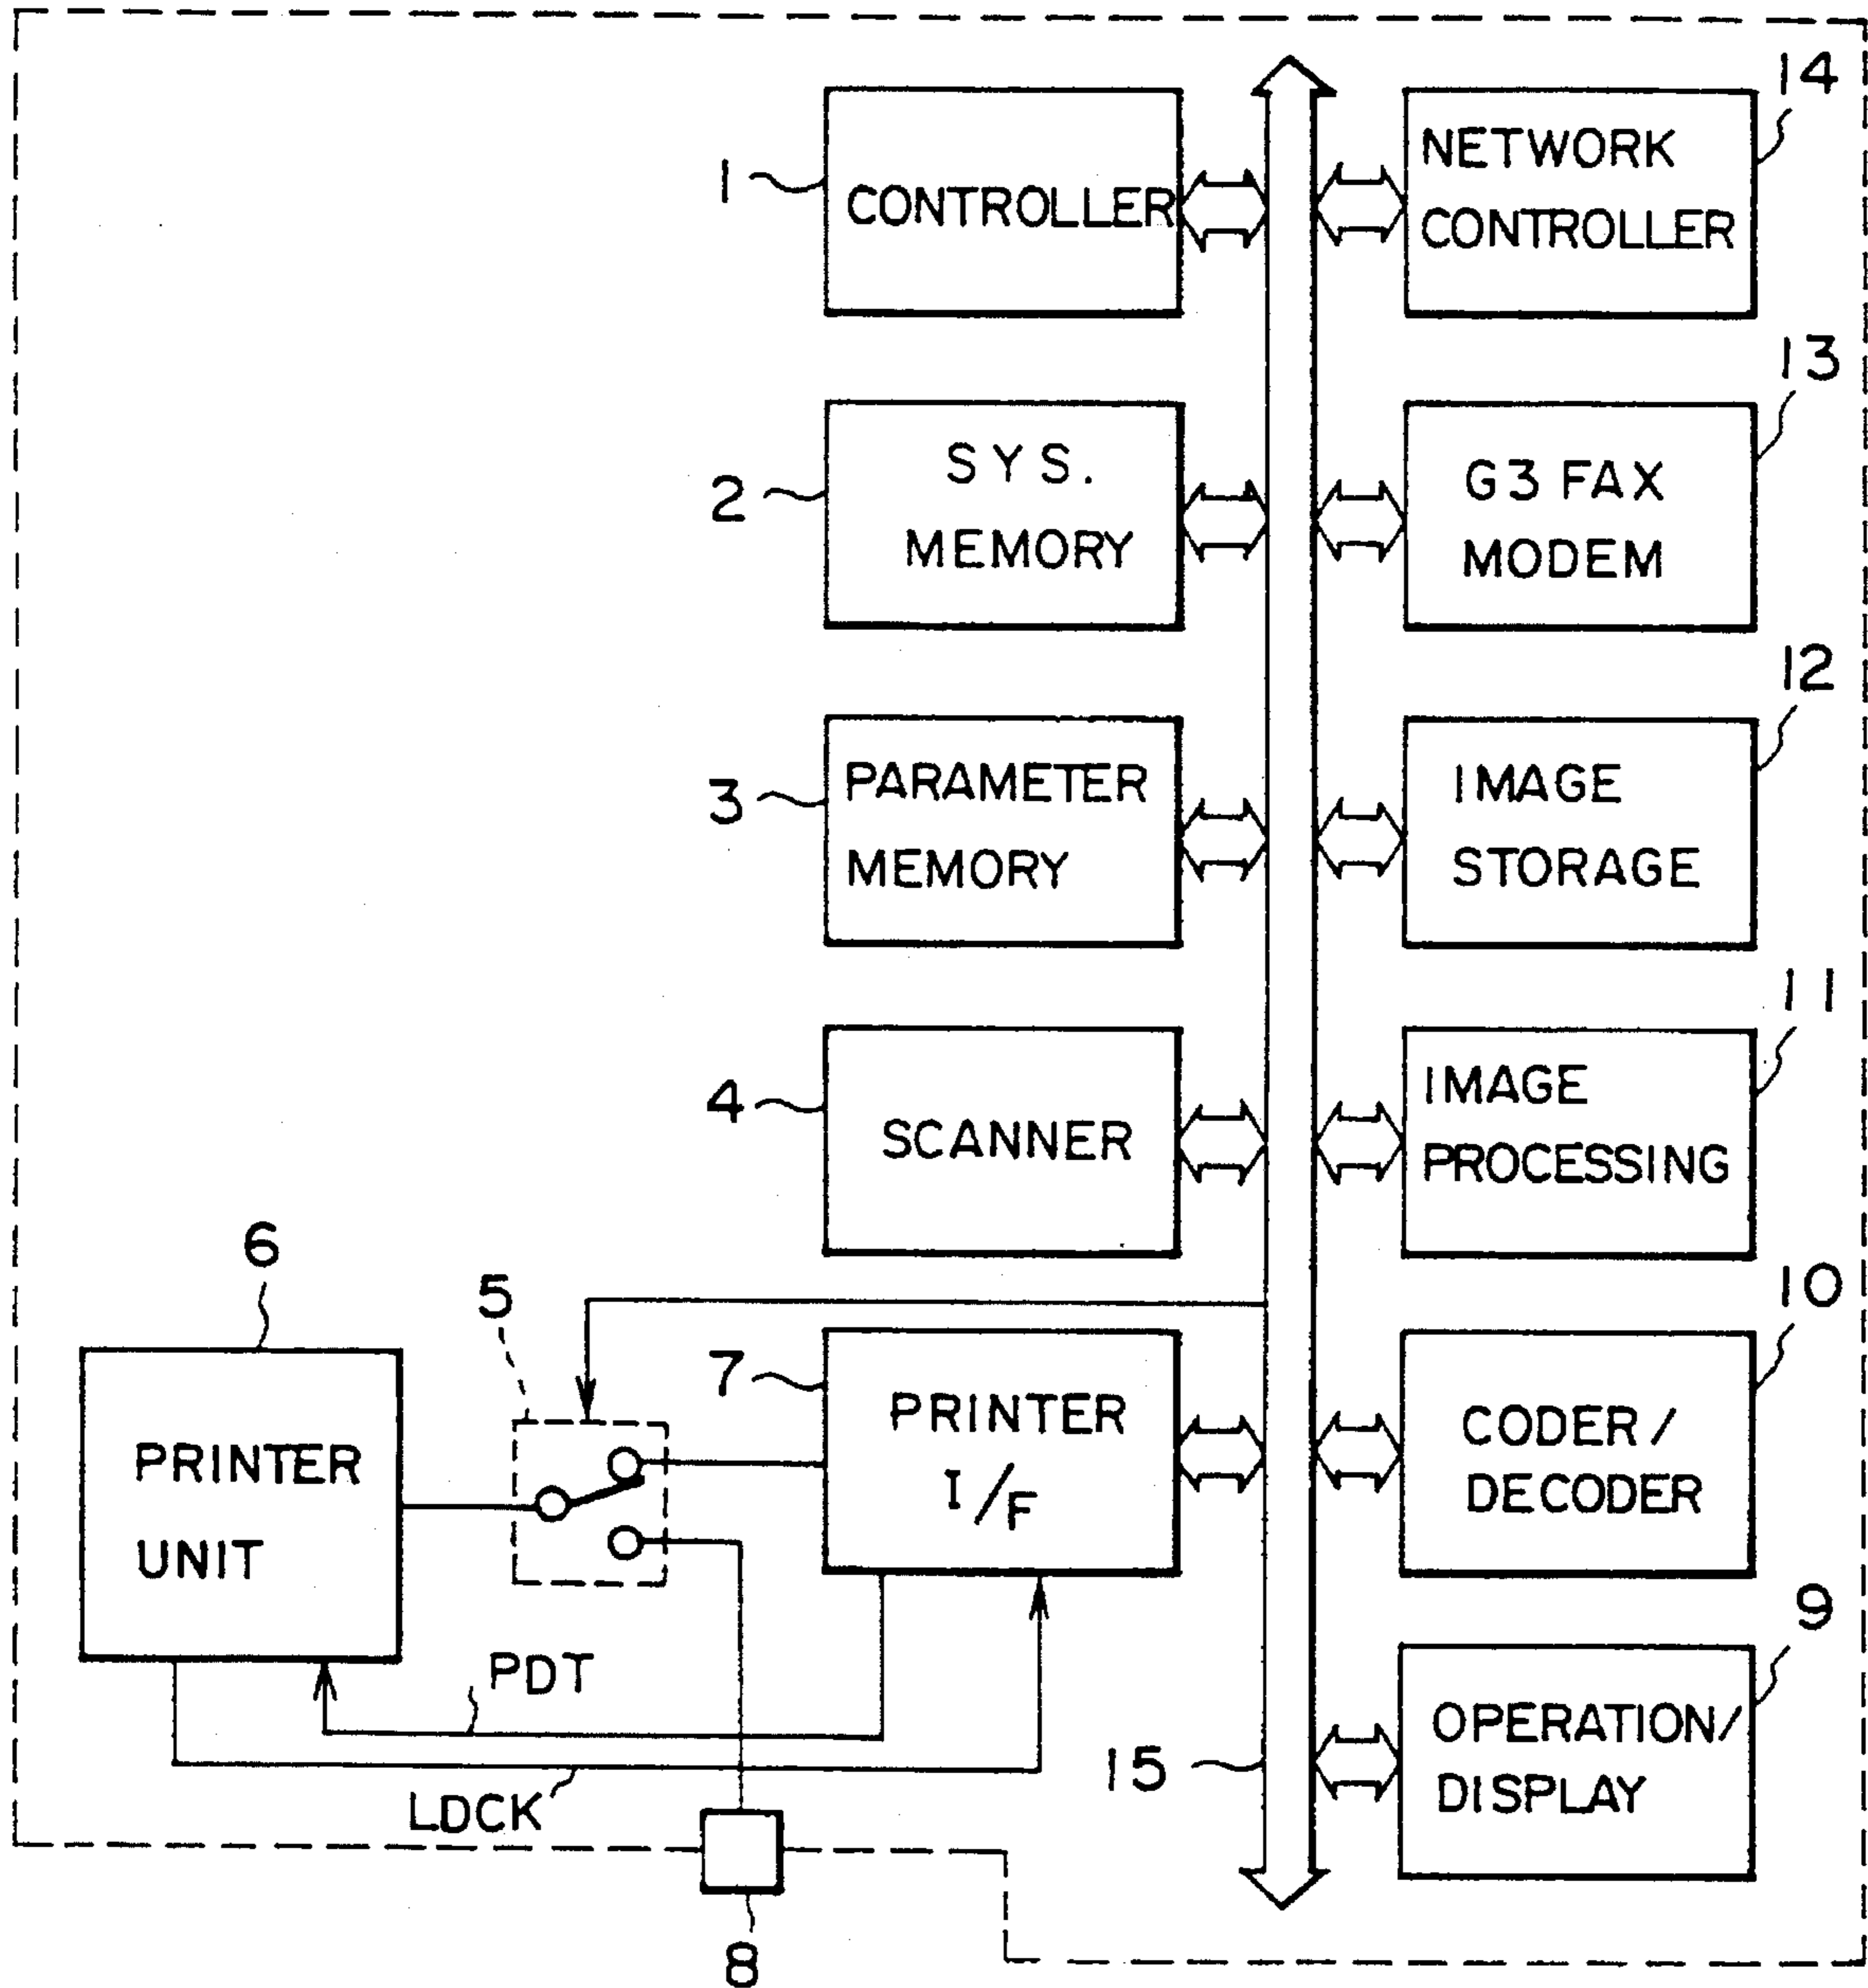 14
NETWORK
CONTROLLER
1
CONTROLLER
13
G3 FAX
MODEM
2
SYS.
MEMORY
12
IMAGE
STORAGE
3
PARAMETER
MEMORY
11
IMAGE
PROCESSING
4
SCANNER
6
5
10
7
PRINTER
I/F
CODER/
DECODER
PRINTER
UNIT
9
PDT
OPERATION/
DISPLAY
15
LDCK
8